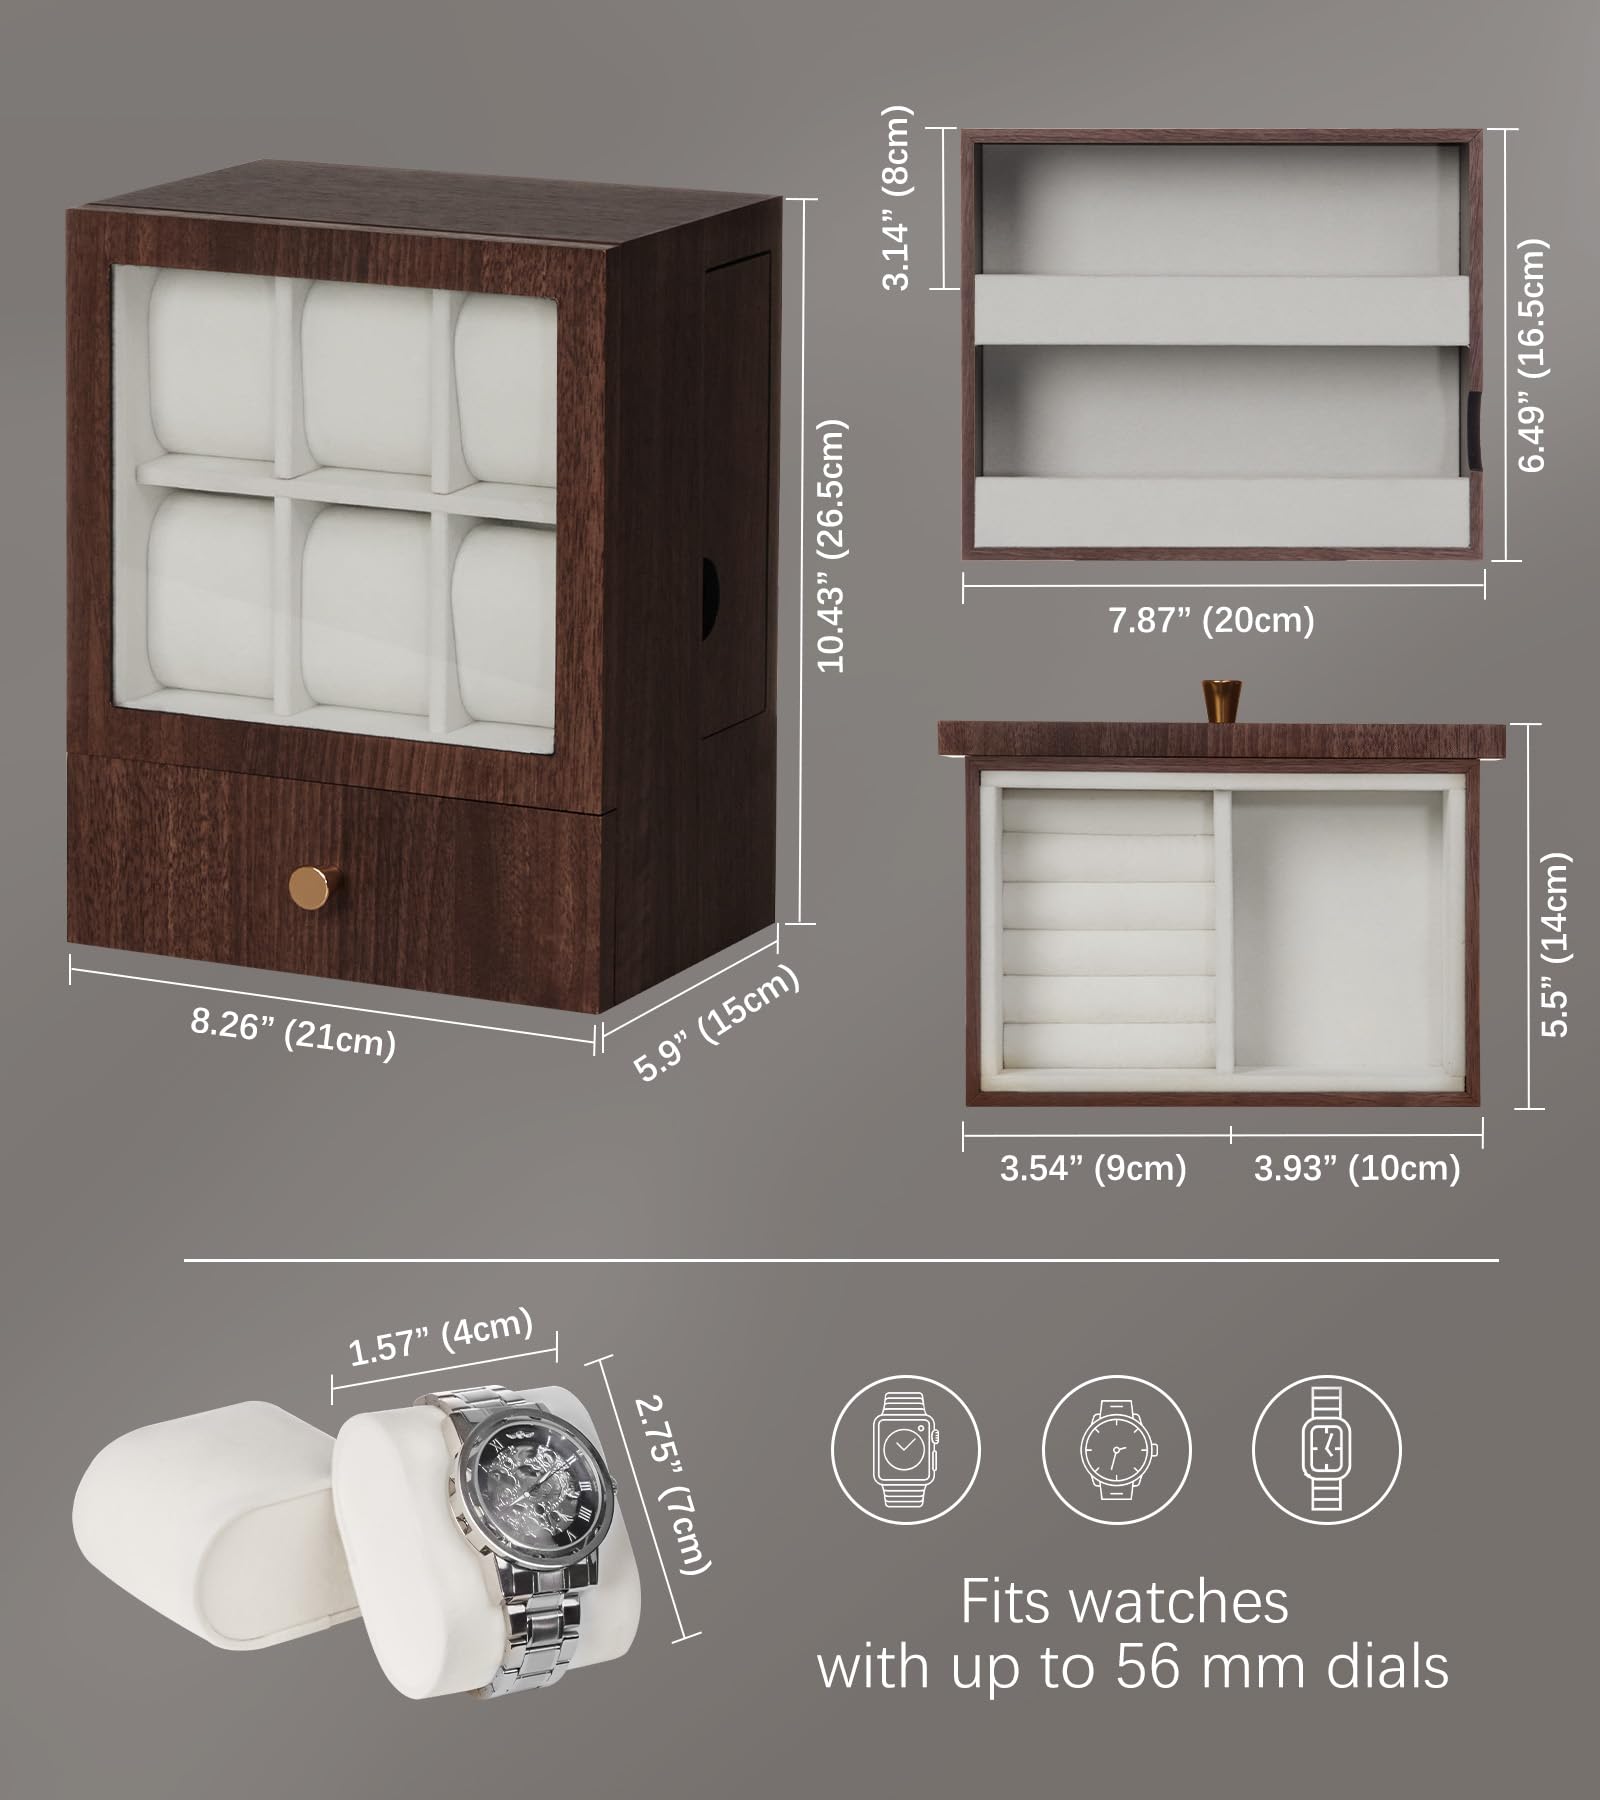 3.14” (8cm)
6.49” (16.5cm)
7.87” (20cm)
10.43” (26.5cm)
8.26” (21cm)
5.9” (15cm)
5.5” (14cm)
3.54” (9cm)
3.93” (10cm)
1.57” (4cm)
2.75” (7cm)
Fits watches
with up to 56 mm dials